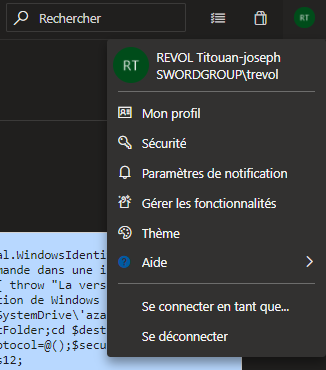 Rechercher
RT
RT
REVOL Titouan-joseph
SWORDGROUP\trevol
Mon profil
Sécurité
Paramètres de notification
Gérer les fonctionnalités
Thème
Aide
Se connecter en tant que...
Se déconnecter
al.WindowsIdenti
mande dans une i
{ throw "La vers
tion de Windows
SystemDrive\'aza
tFolder;cd $dest
otocol=@();$secu
s12;